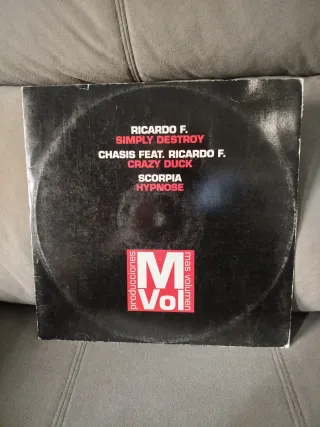 RICARDO F.
SIMPLY DESTROY
CHASIS FEAT. RICARDO F.
CRAZY DUCK
SCORPIA
HYPNOSE
producciones
M
Vol
mas volumen